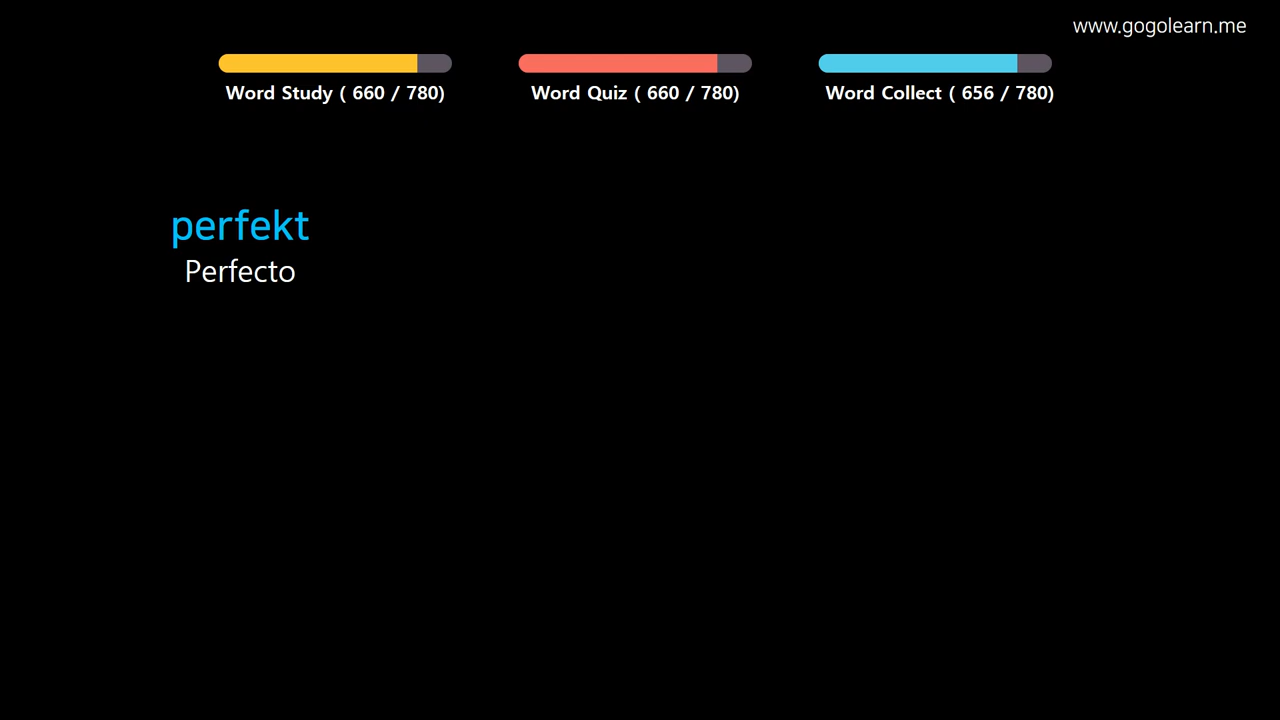 www.gogolearn.me
Word Study ( 660 / 780)
Word Quiz ( 660 / 780)
Word Collect ( 656 / 780)
perfekt
Perfecto